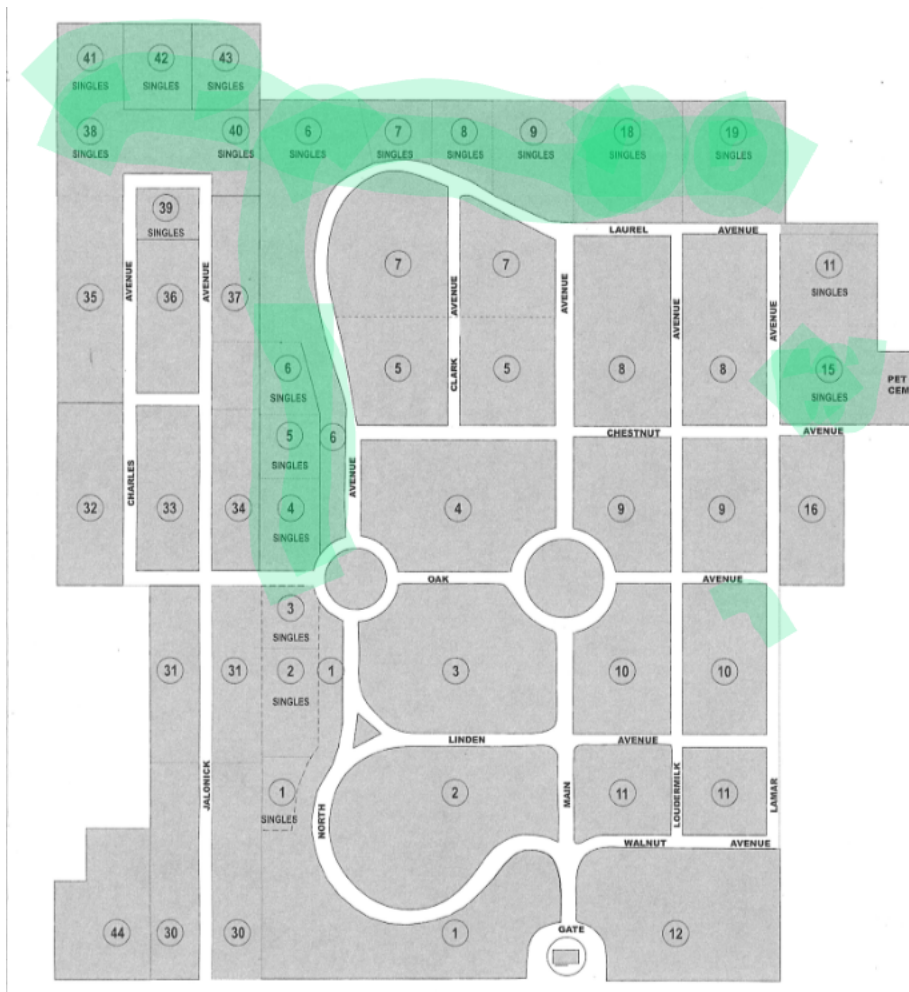 41 42 43
SINGLES SINGLES SINGLES
38 40 6 7 8 9 18 19
SINGLES SINGLES SINGLES SINGLES SINGLES SINGLES SINGLES SINGLES
39
SINGLES
LAUREL AVENUE
7 7 11
SINGLES
35 AVENUE 36 AVENUE 37 AVENUE AVENUE AVENUE AVENUE
6 5 CLARK 5 8 8 15
SINGLES SINGLES
PET
CEM
CHESTNUT AVENUE
5 6
SINGLES
AVENUE
32 CHARLES 33 34 4 4 9 9 16
SINGLES
OAK AVENUE
3
SINGLES
31 31 2 1 3 10 10
SINGLES
LINDEN AVENUE
JALONICK 1 NORTH 2 MAIN 11 LOUDERMILK 11 LAMAR
SINGLES
WALNUT AVENUE
44 30 30 1 GATE 12